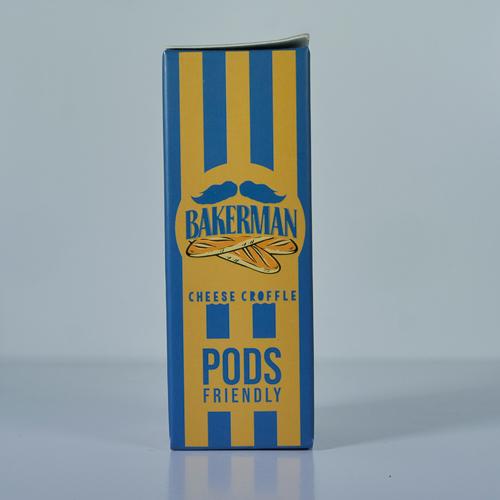 BAKERMAN
CHEESE CROFFLE
PODS
FRIENDLY